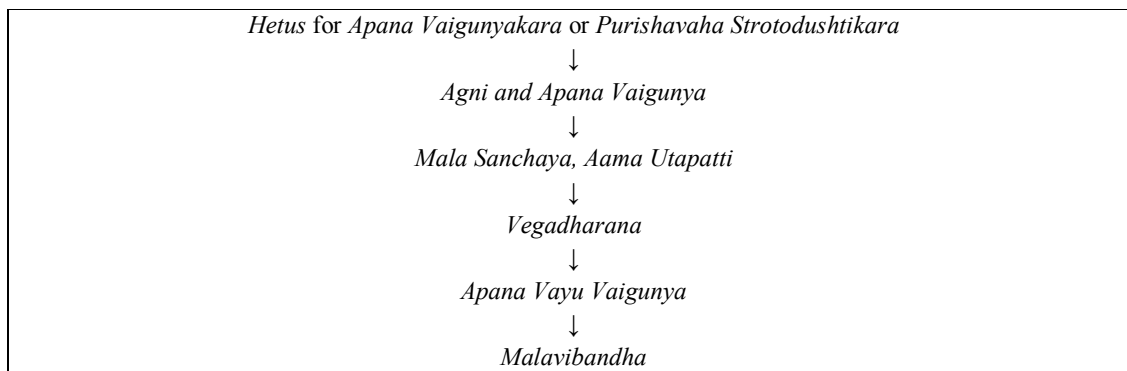 Hetus for Apana Vaigunyakara or Purishavaha Strotodushtikara
↓
Agni and Apana Vaigunya
↓
Mala Sanchaya, Aama Utapatti
↓
Vegadharana
↓
Apana Vayu Vaigunya
↓
Malavibandha